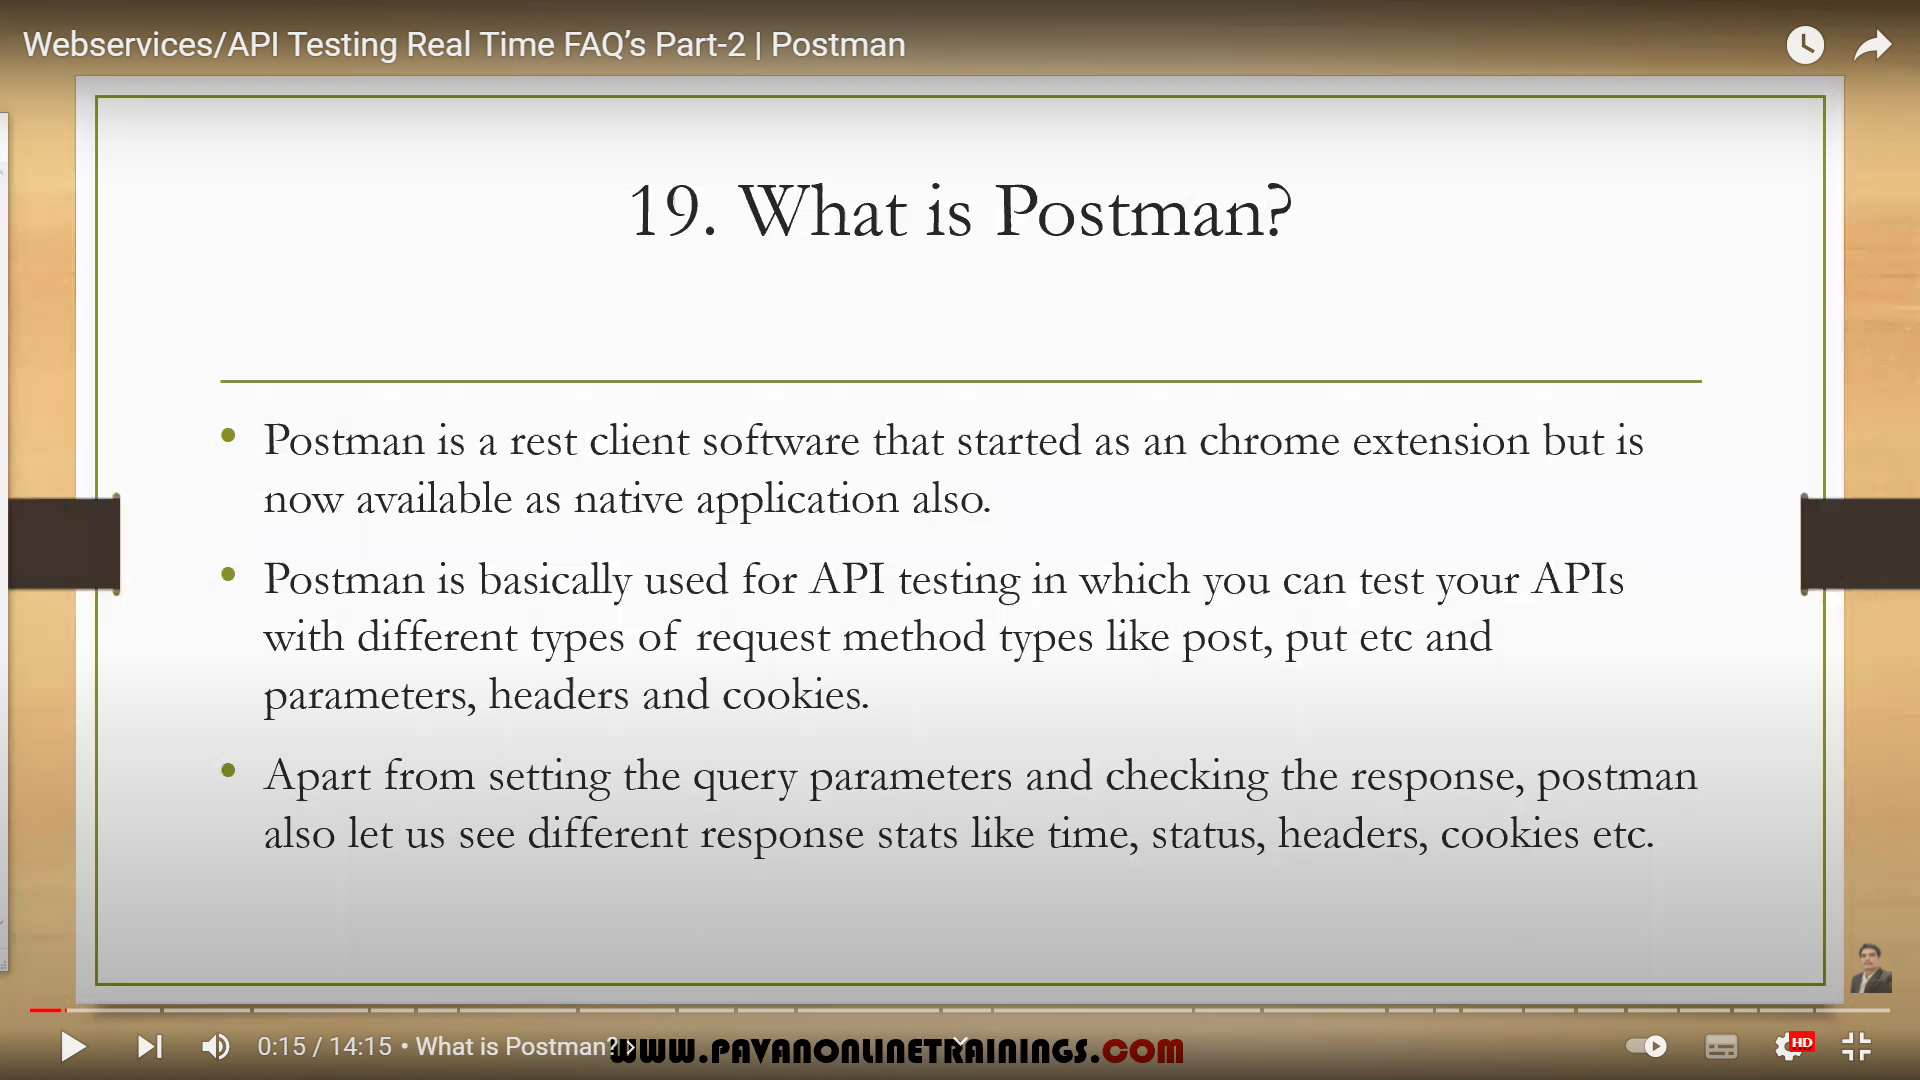 Webservices/API Testing Real Time FAQ’s Part-2 | Postman
19. What is Postman?
• Postman is a rest client software that started as an chrome extension but is
now available as native application also.
• Postman is basically used for API testing in which you can test your APIs
with different types of request method types like post, put etc and
parameters, headers and cookies.
• Apart from setting the query parameters and checking the response, postman
also let us see different response stats like time, status, headers, cookies etc.
0:15 / 14:15 • What is Postman?
WWW.PAVANONLINETRAININGS.COM
HD